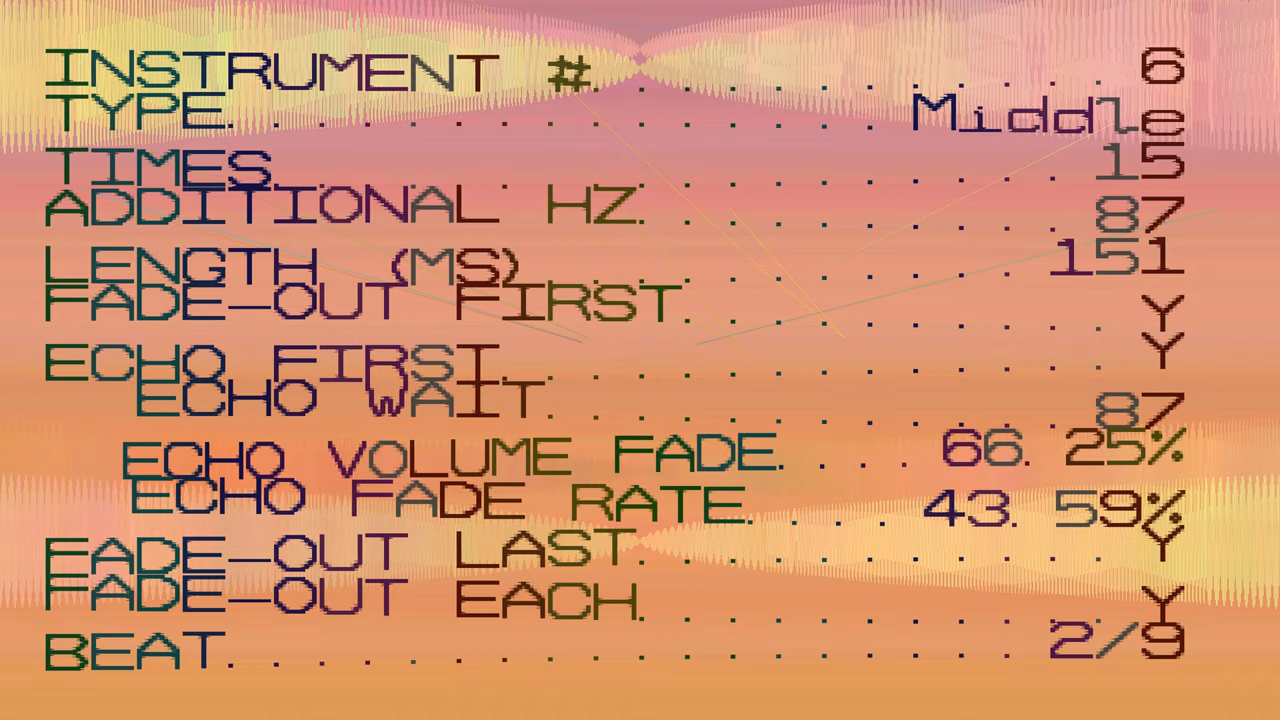 INSTRUMENT #. . . . . . . . . . . . 6
TYPE. . . . . . . . . . . . . . . Middle
TIMES. . . . . . . . . . . . . . . . . . 15
ADDITIONAL HZ. . . . . . . . . . 87
LENGTH (MS). . . . . . . . . . . 151
FADE-OUT FIRST. . . . . . . . . . Y
ECHO FIRST. . . . . . . . . . . . . Y
ECHO WAIT. . . . . . . . . . . . . 87
ECHO VOLUME FADE. . . . 66.25%
ECHO FADE RATE. . . . 43.59%
FADE-OUT LAST. . . . . . . . . . . Y
FADE-OUT EACH. . . . . . . . . . . Y
BEAT. . . . . . . . . . . . . . . . . . 2/9